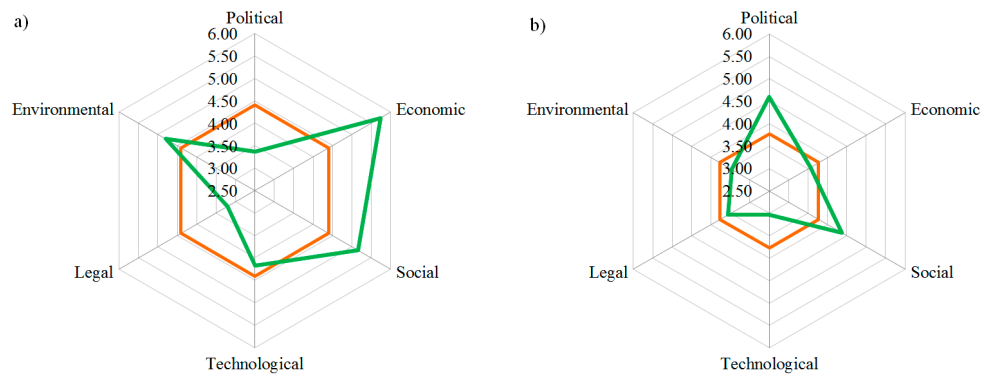 a)
Political
6.00
5.50
5.00
4.50
4.00
3.50
3.00
2.50
Environmental
Economic
Legal
Social
Technological
b)
Political
6.00
5.50
5.00
4.50
4.00
3.50
3.00
2.50
Environmental
Economic
Legal
Social
Technological